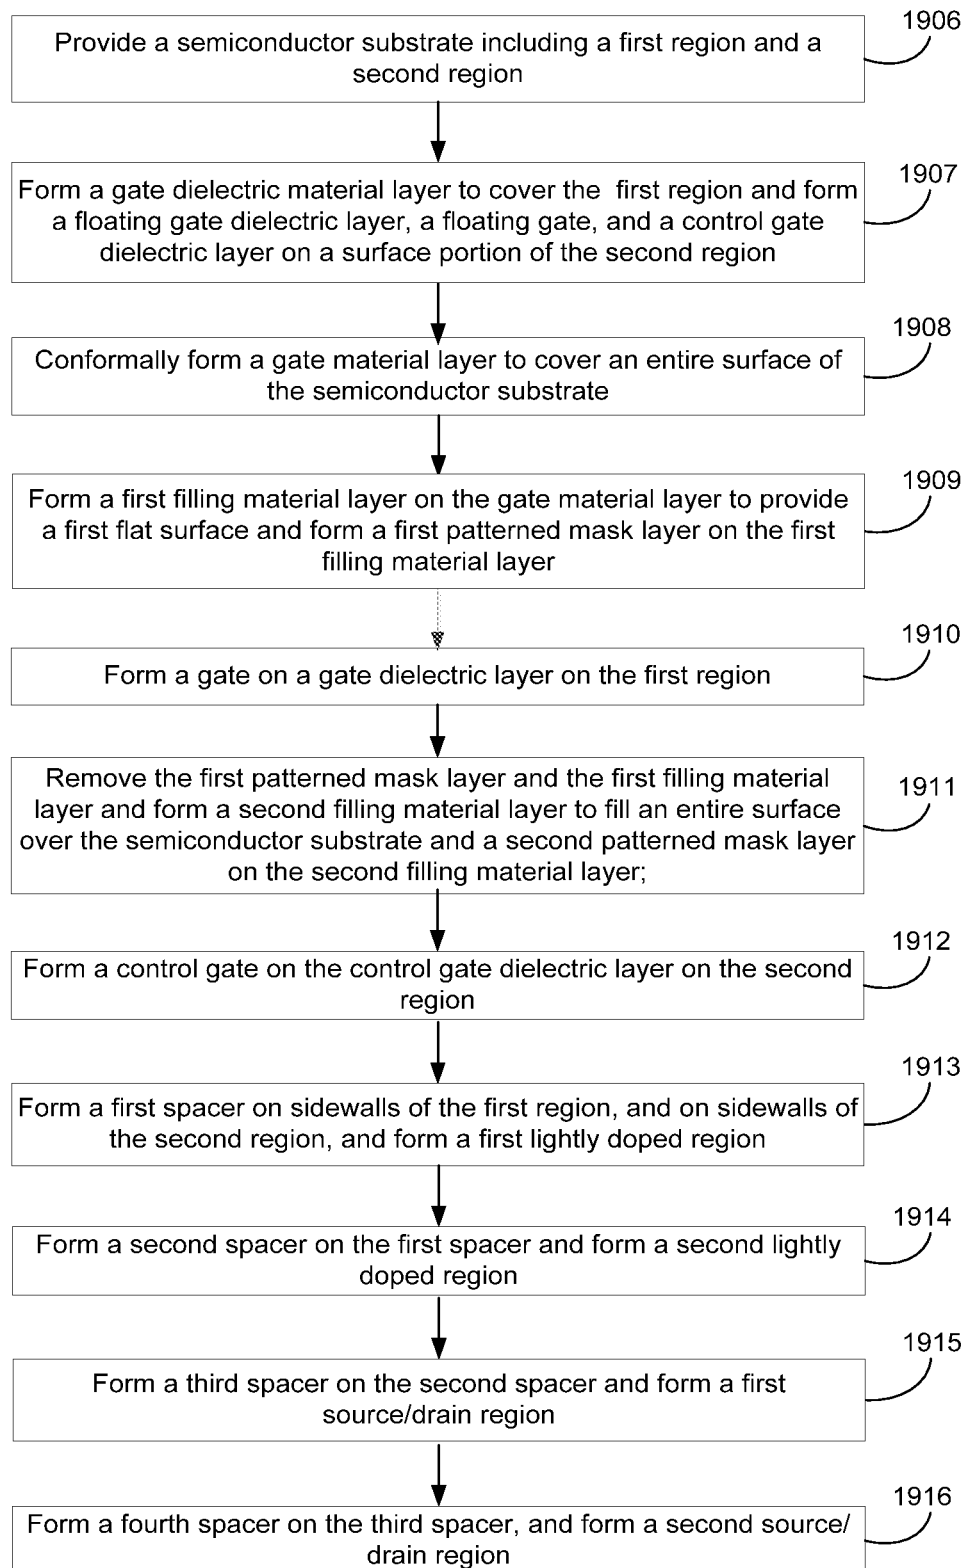 1906
Provide a semiconductor substrate including a first region and a
second region
1907
Form a gate dielectric material layer to cover the first region and form
a floating gate dielectric layer, a floating gate, and a control gate
dielectric layer on a surface portion of the second region
1908
Conformally form a gate material layer to cover an entire surface of
the semiconductor substrate
1909
Form a first filling material layer on the gate material layer to provide
a first flat surface and form a first patterned mask layer on the first
filling material layer
1910
Form a gate on a gate dielectric layer on the first region
1911
Remove the first patterned mask layer and the first filling material
layer and form a second filling material layer to fill an entire surface
over the semiconductor substrate and a second patterned mask layer
on the second filling material layer;
1912
Form a control gate on the control gate dielectric layer on the second
region
1913
Form a first spacer on sidewalls of the first region, and on sidewalls of
the second region, and form a first lightly doped region
1914
Form a second spacer on the first spacer and form a second lightly
doped region
1915
Form a third spacer on the second spacer and form a first
source/drain region
1916
Form a fourth spacer on the third spacer, and form a second source/
drain region